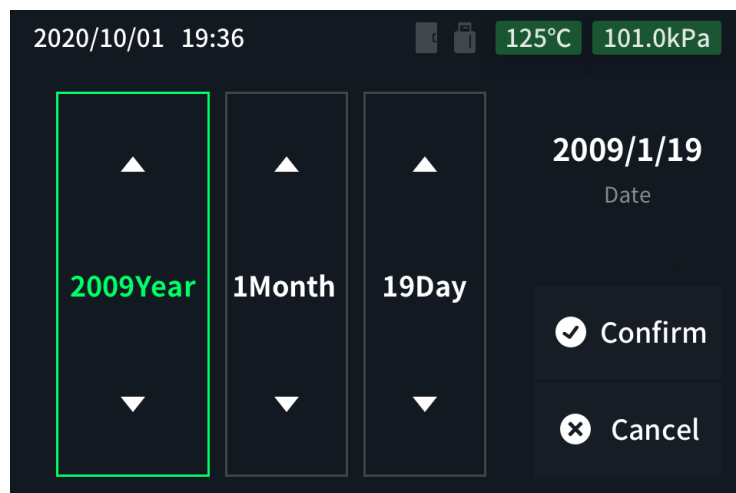 2020/10/01 19:36 125℃ 101.0kPa
2009/1/19
Date
2009Year 1Month 19Day
Confirm
Cancel